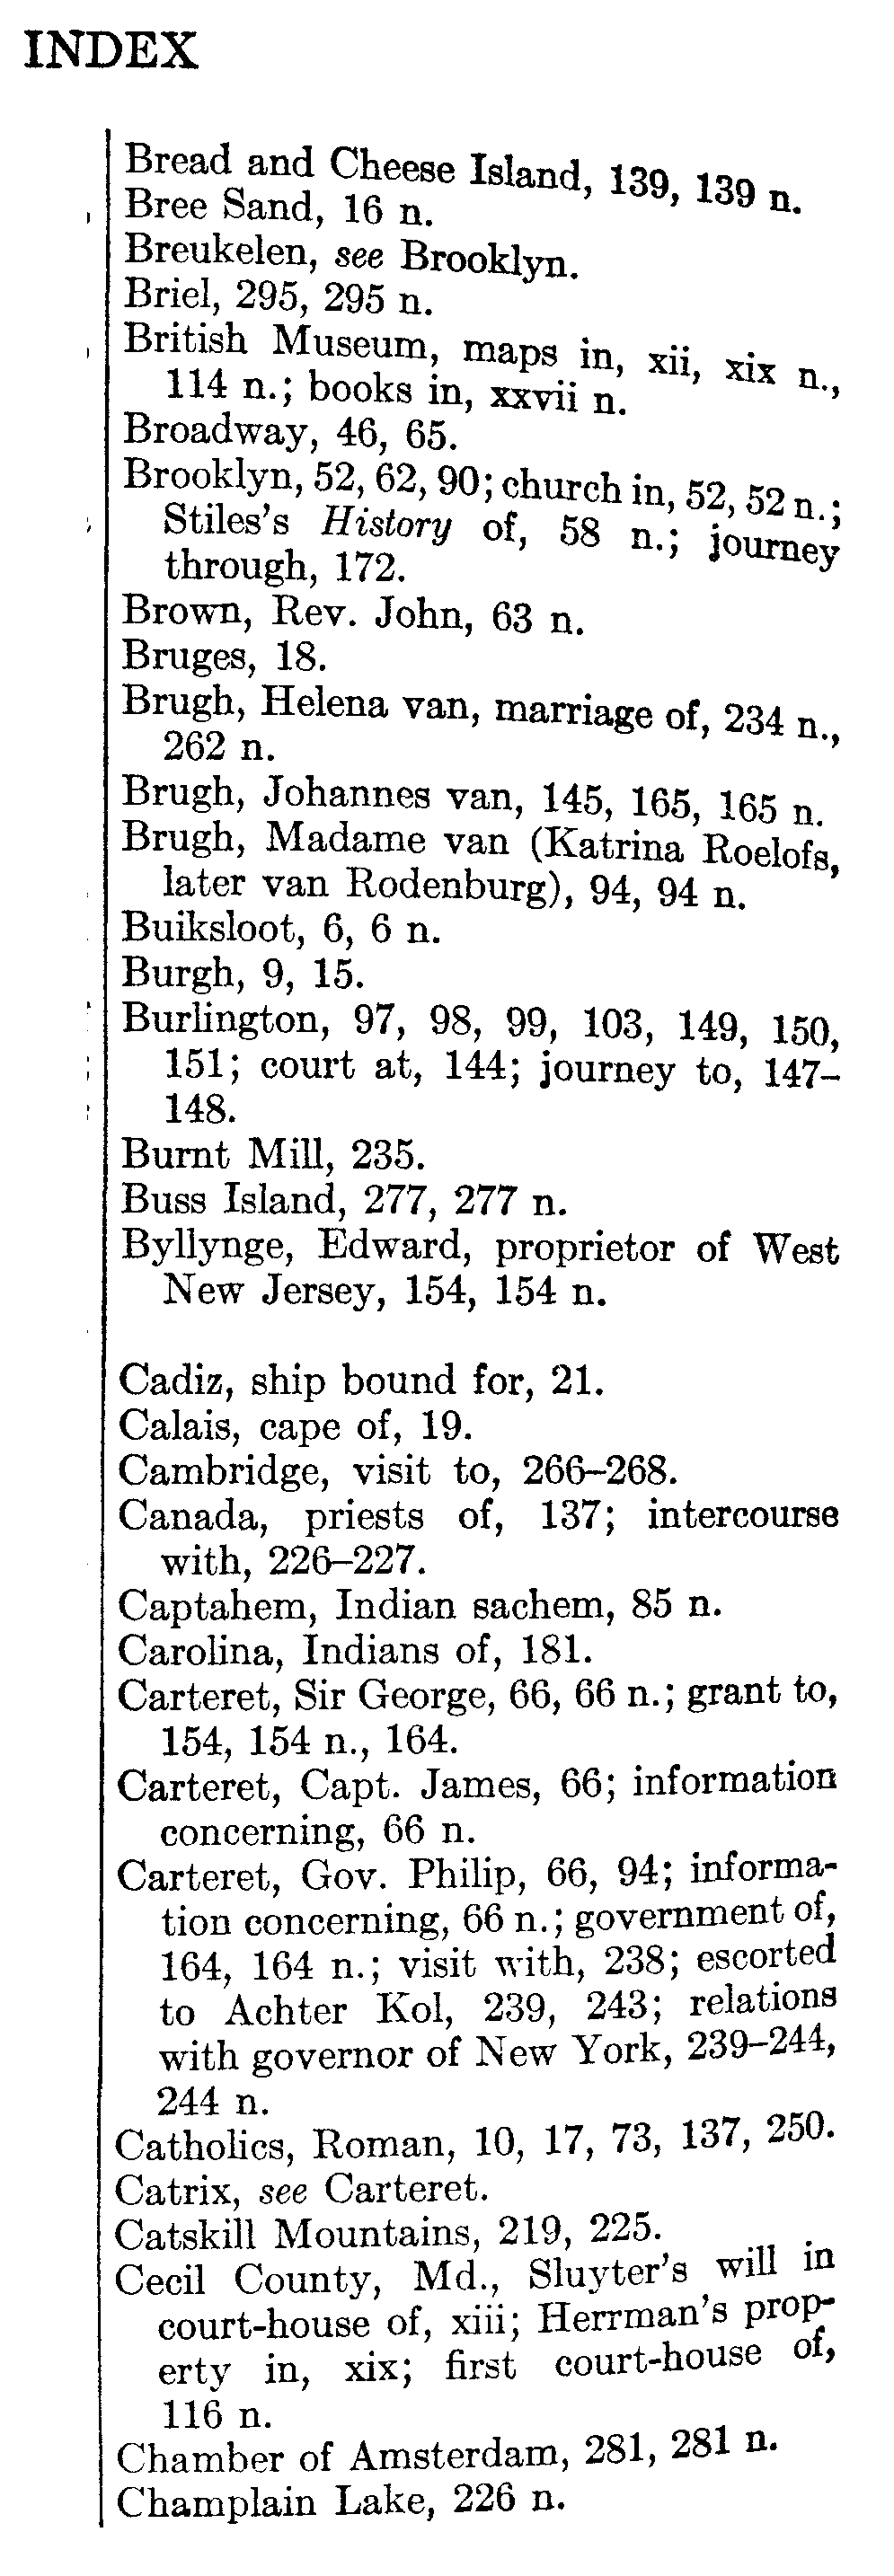 INDEX
Bread and Cheese Island, 139, 139 n.
Bree Sand, 16 n.
Breukelen, see Brooklyn.
Briel, 295, 295 n.
British Museum, maps in, xii, xix n.,
114 n.; books in, xxvii n.
Broadway, 46, 65.
Brooklyn, 52, 62, 90; church in, 52, 52 n.;
Stiles's History of, 58 n.; journey
through, 172.
Brown, Rev. John, 63 n.
Bruges, 18.
Brugh, Helena van, marriage of, 234 n.,
262 n.
Brugh, Johannes van, 145, 165, 165 n.
Brugh, Madame van (Katrina Roelofs,
later van Rodenburg), 94, 94 n.
Buiksloot, 6, 6 n.
Burgh, 9, 15.
Burlington, 97, 98, 99, 103, 149, 150,
151; court at, 144; journey to, 147–
148.
Burnt Mill, 235.
Buss Island, 277, 277 n.
Byllynge, Edward, proprietor of West
New Jersey, 154, 154 n.
Cadiz, ship bound for, 21.
Calais, cape of, 19.
Cambridge, visit to, 266–268.
Canada, priests of, 137; intercourse
with, 226–227.
Captahem, Indian sachem, 85 n.
Carolina, Indians of, 181.
Carteret, Sir George, 66, 66 n.; grant to,
154, 154 n., 164.
Carteret, Capt. James, 66; information
concerning, 66 n.
Carteret, Gov. Philip, 66, 94; informa-
tion concerning, 66 n.; government of,
164, 164 n.; visit with, 238; escorted
to Achter Kol, 239, 243; relations
with governor of New York, 239–244,
244 n.
Catholics, Roman, 10, 17, 73, 137, 250.
Catrix, see Carteret.
Catskill Mountains, 219, 225.
Cecil County, Md., Sluyter's will in
court-house of, xiii; Herrman's prop-
erty in, xix; first court-house of,
116 n.
Chamber of Amsterdam, 281, 281 n.
Champlain Lake, 226 n.